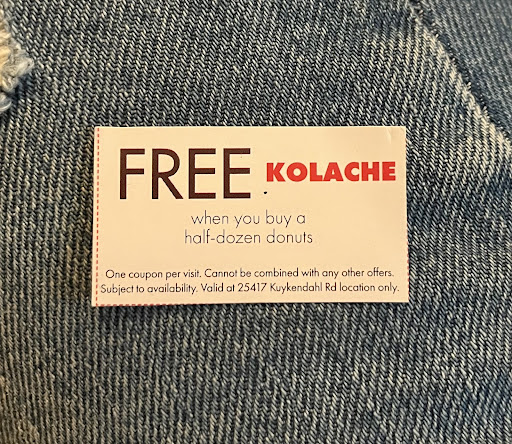 FREE KOLACHE
when you buy a
half-dozen donuts
One coupon per visit. Cannot be combined with any other offers.
Subject to availability. Valid at 25417 Kuykendahl Rd location only.